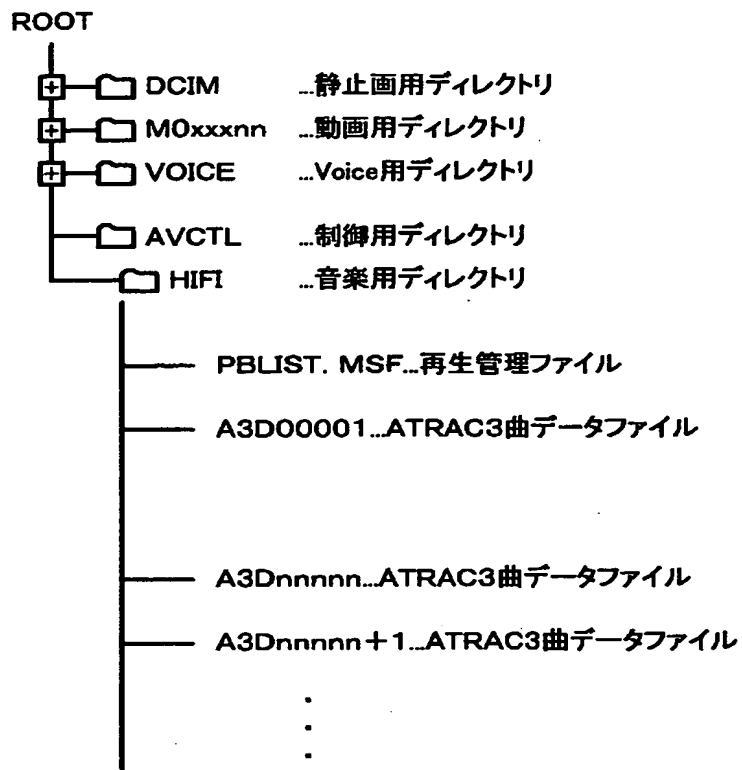 ROOT
DCIM ...静止画用ディレクトリ
MOxxxnn ...動画用ディレクトリ
VOICE ...Voice用ディレクトリ
AVCTL ...制御用ディレクトリ
HIFI ...音楽用ディレクトリ
PBLIST. MSF...再生管理ファイル
A3D00001...ATRAC3曲データファイル
A3Dnnnnn...ATRAC3曲データファイル
A3Dnnnnn+1...ATRAC3曲データファイル